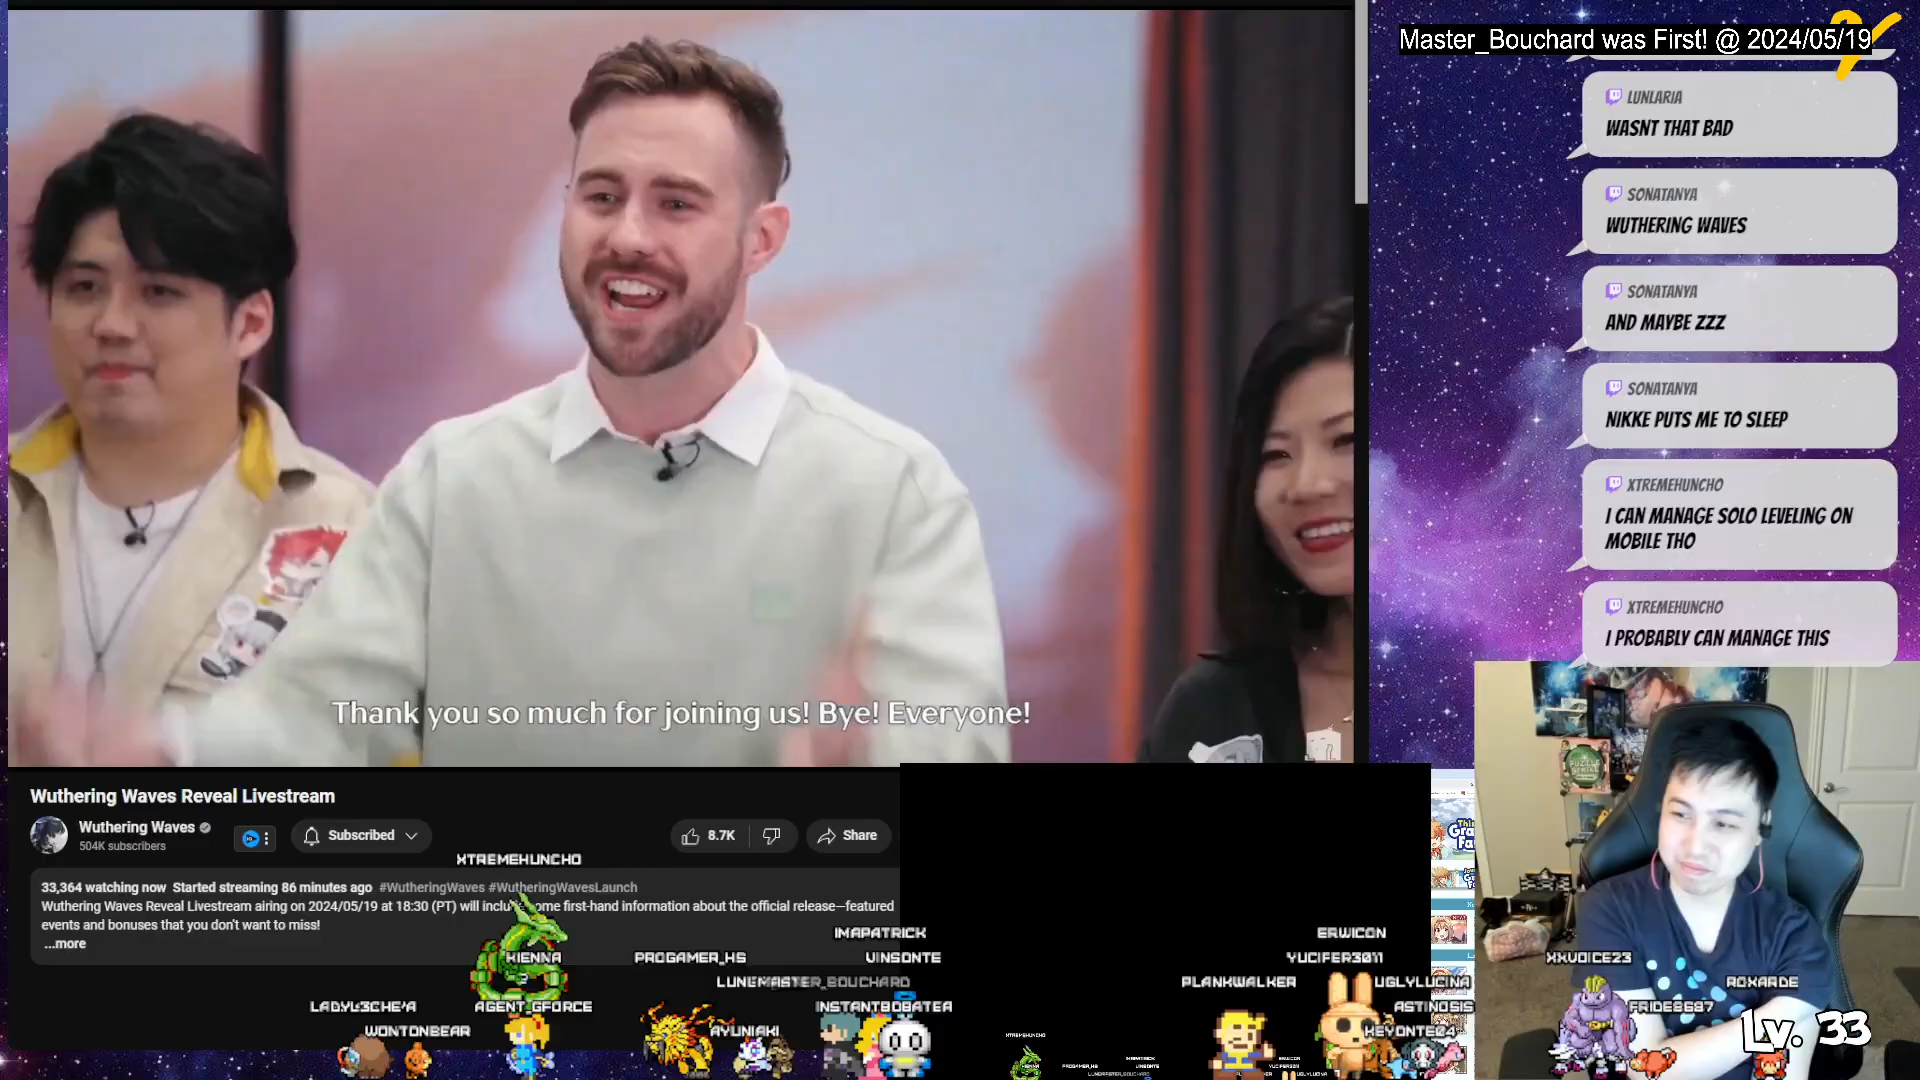 Master_Bouchard was First! @ 2024/05/19
LUNLARIA
WASNT THAT BAD
SONATANYA
WUTHERING WAVES
SONATANYA
AND MAYBE ZZZ
SONATANYA
NIKKE PUTS ME TO SLEEP
XTREMEHUNCHO
I CAN MANAGE SOLO LEVELING ON
MOBILE THO
XTREMEHUNCHO
I PROBABLY CAN MANAGE THIS
Thank you so much for joining us! Bye! Everyone!
Wuthering Waves Reveal Livestream
Wuthering Waves
504K subscribers
Subscribed
8.7K
Share
XTREMEHUNCHO
33,364 watching now Started streaming 86 minutes ago #WutheringWaves #WutheringWavesLaunch
Wuthering Waves Reveal Livestream airing on 2024/05/19 at 18:30 (PT) will some first-hand information about the official release—featured
events and bonuses that you don't want to miss!
...more
IMAPATRICK
ERWICON
KIENNA
PROGAMER_HS
VINSONTE
YUCIFER3011
XXVOICE23
MASTER_BOUCHARD
PLANKWALKER
UGLYLUCINA
ROXARDE
AGENT_GFORCE
INSTANTBOBATEA
ASTINOSIS
FRIDE8687
WONTONBEAR
AYUNIAKI
KEYONTE04
Lv. 33